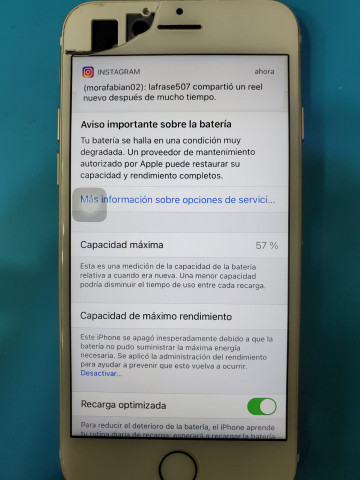 INSTAGRAM ahora
(morafabian02): lafrase507 compartió un reel
nuevo después de mucho tiempo.
Aviso importante sobre la batería
Tu batería se halla en una condición muy
degradada. Un proveedor de mantenimiento
autorizado por Apple puede restaurar su
capacidad y rendimiento completos.
Más información sobre opciones de servici...
Capacidad máxima 57 %
Esta es una medición de la capacidad de la batería
relativa a cuando era nueva. Una menor capacidad
podría disminuir el tiempo de uso entre cada recarga.
Capacidad de máximo rendimiento
Este iPhone se apagó inesperadamente debido a que la
batería no pudo suministrar la máxima energía
necesaria. Se aplicó la administración del rendimiento
para ayudar a prevenir que esto vuelva a ocurrir.
Desactivar...
Recarga optimizada
Para reducir el deterioro de la batería, el iPhone aprende
tu rutina diaria de recarga; esperará a recargar la batería